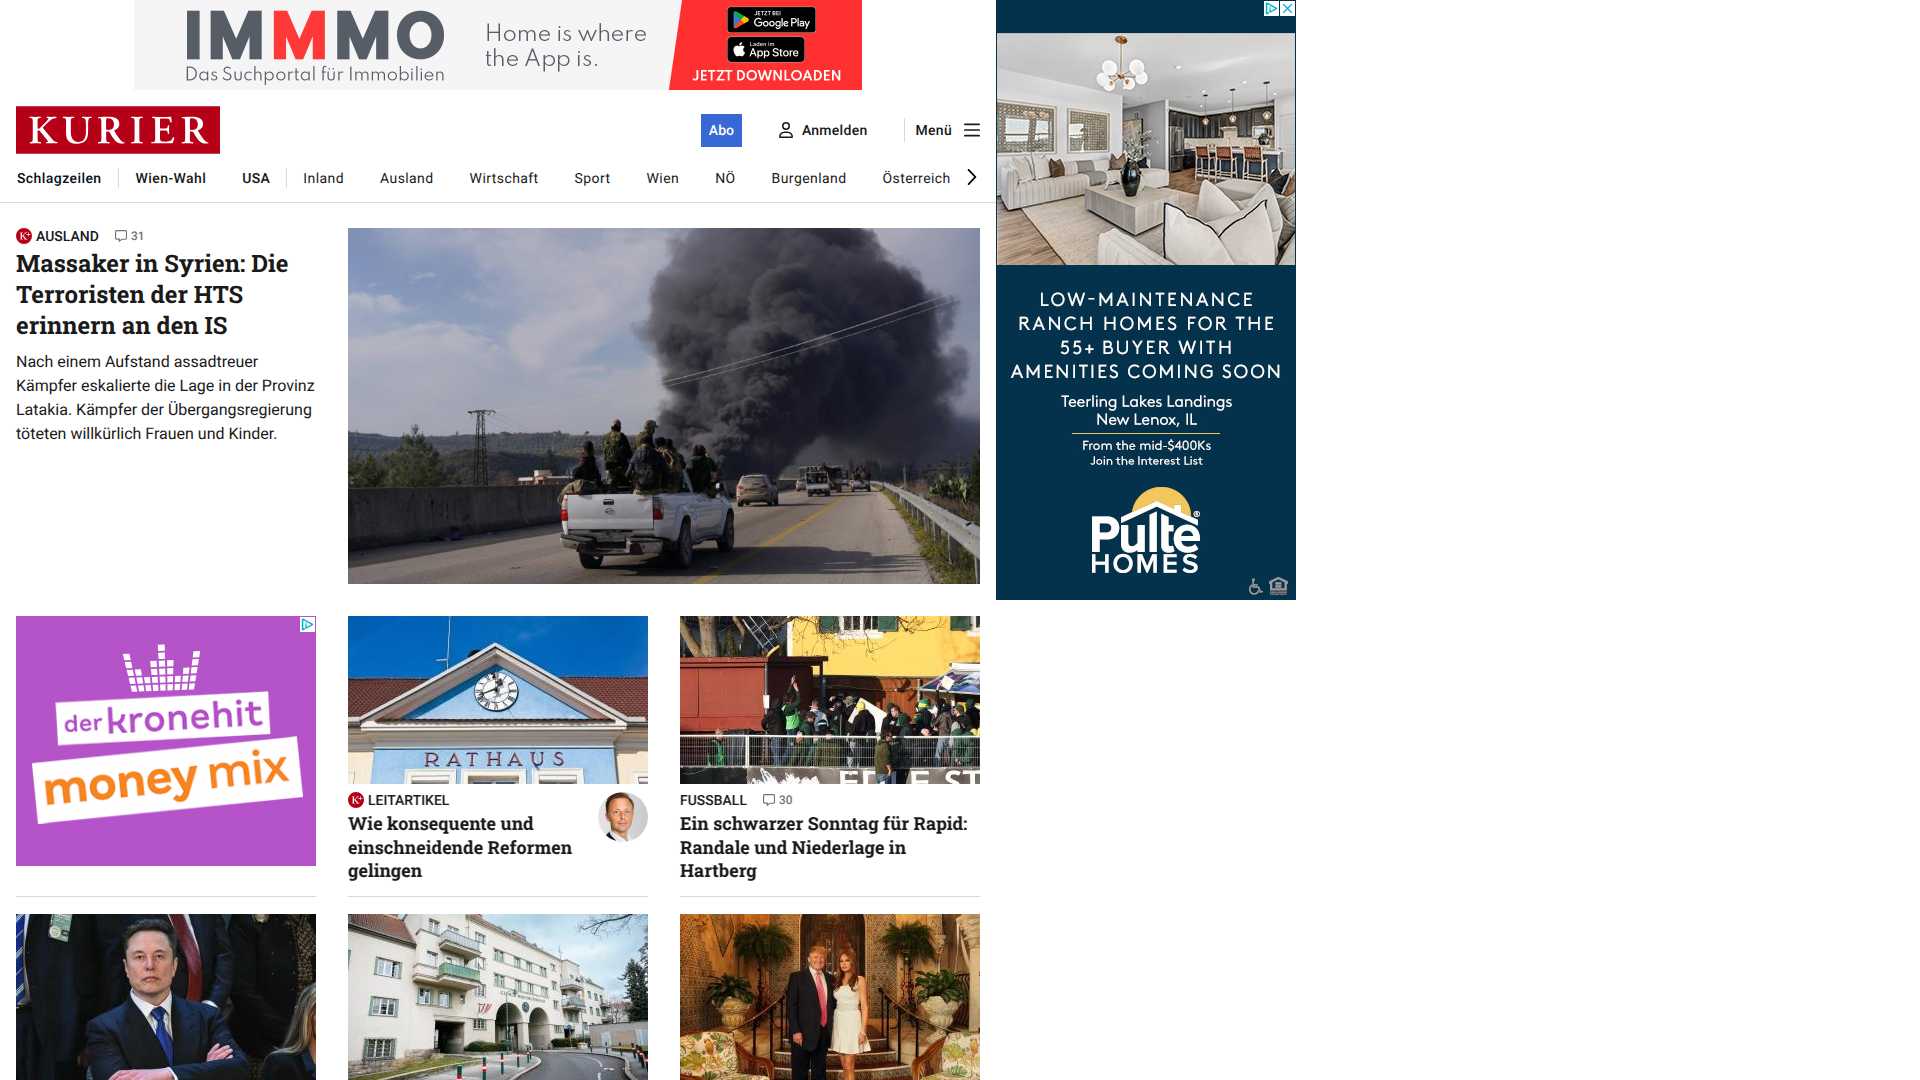 IMMMO
Das Suchportal für Immobilien
Home is where
the App is.
JETZT BEI
Google Play
Laden im
App Store
JETZT DOWNLOADEN
KURIER
Abo
Anmelden
Menü
Schlagzeilen
Wien-Wahl
USA
Inland
Ausland
Wirtschaft
Sport
Wien
NÖ
Burgenland
Österreich
K+ AUSLAND 31
Massaker in Syrien: Die
Terroristen der HTS
erinnern an den IS
Nach einem Aufstand assadtreuer
Kämpfer eskalierte die Lage in der Provinz
Latakia. Kämpfer der Übergangsregierung
töteten willkürlich Frauen und Kinder.
LOW-MAINTENANCE
RANCH HOMES FOR THE
55+ BUYER WITH
AMENITIES COMING SOON
Teerling Lakes Landings
New Lenox, IL
From the mid-$400Ks
Join the Interest List
Pulte®
HOMES
der kronehit
money mix
RATHAUS
K+ LEITARTIKEL
Wie konsequente und
einschneidende Reformen
gelingen
FUSSBALL 30
Ein schwarzer Sonntag für Rapid:
Randale und Niederlage in
Hartberg